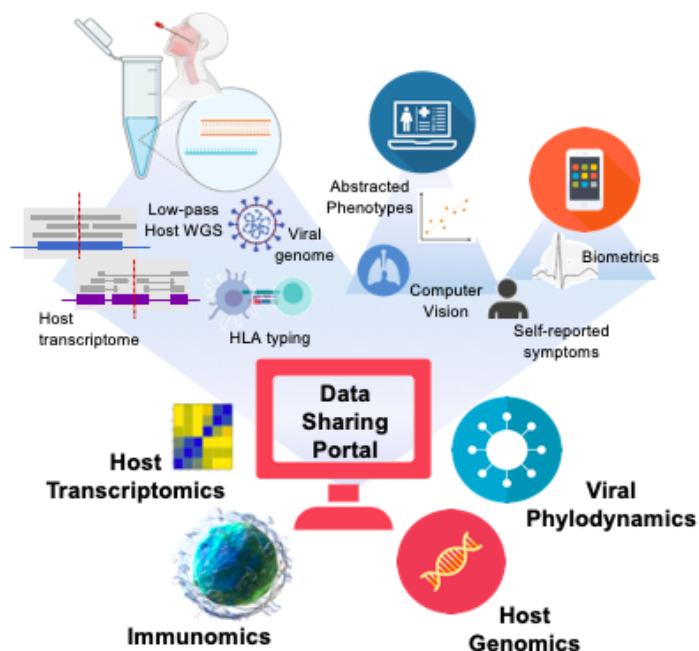 Abstracted
Phenotypes
Low-pass
Host WGS
Viral
genome
Biometrics
Computer
Vision
Host
transcriptome
HLA typing
Self-reported
symptoms
Data
Sharing
Portal
Host
Transcriptomics
Viral
Phylodynamics
Immunomics
Host
Genomics